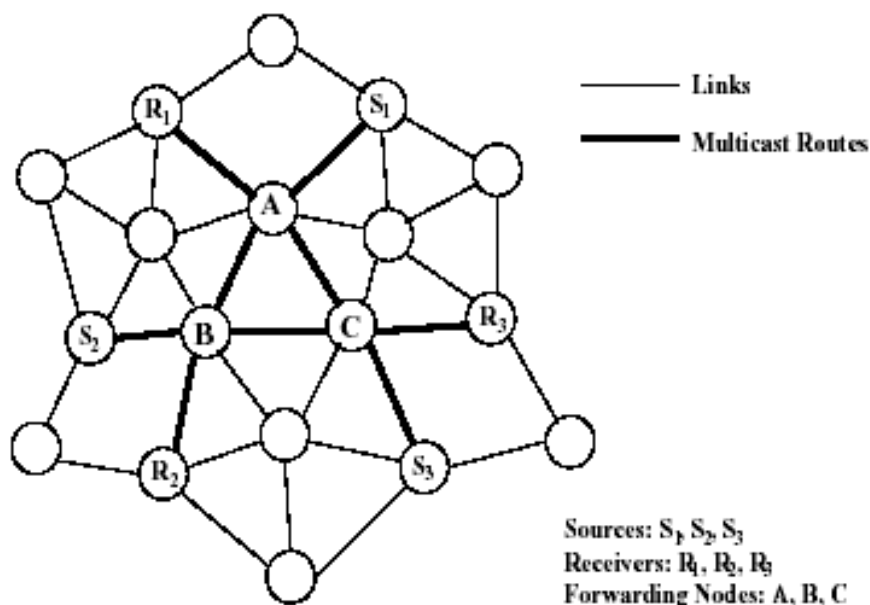 R₁
S₁
A
S₂
B
C
R₃
R₂
S₃
Links
Multicast Routes
Sources: S₁, S₂, S₃
Receivers: R₁, R₂, R₃
Forwarding Nodes: A, B, C